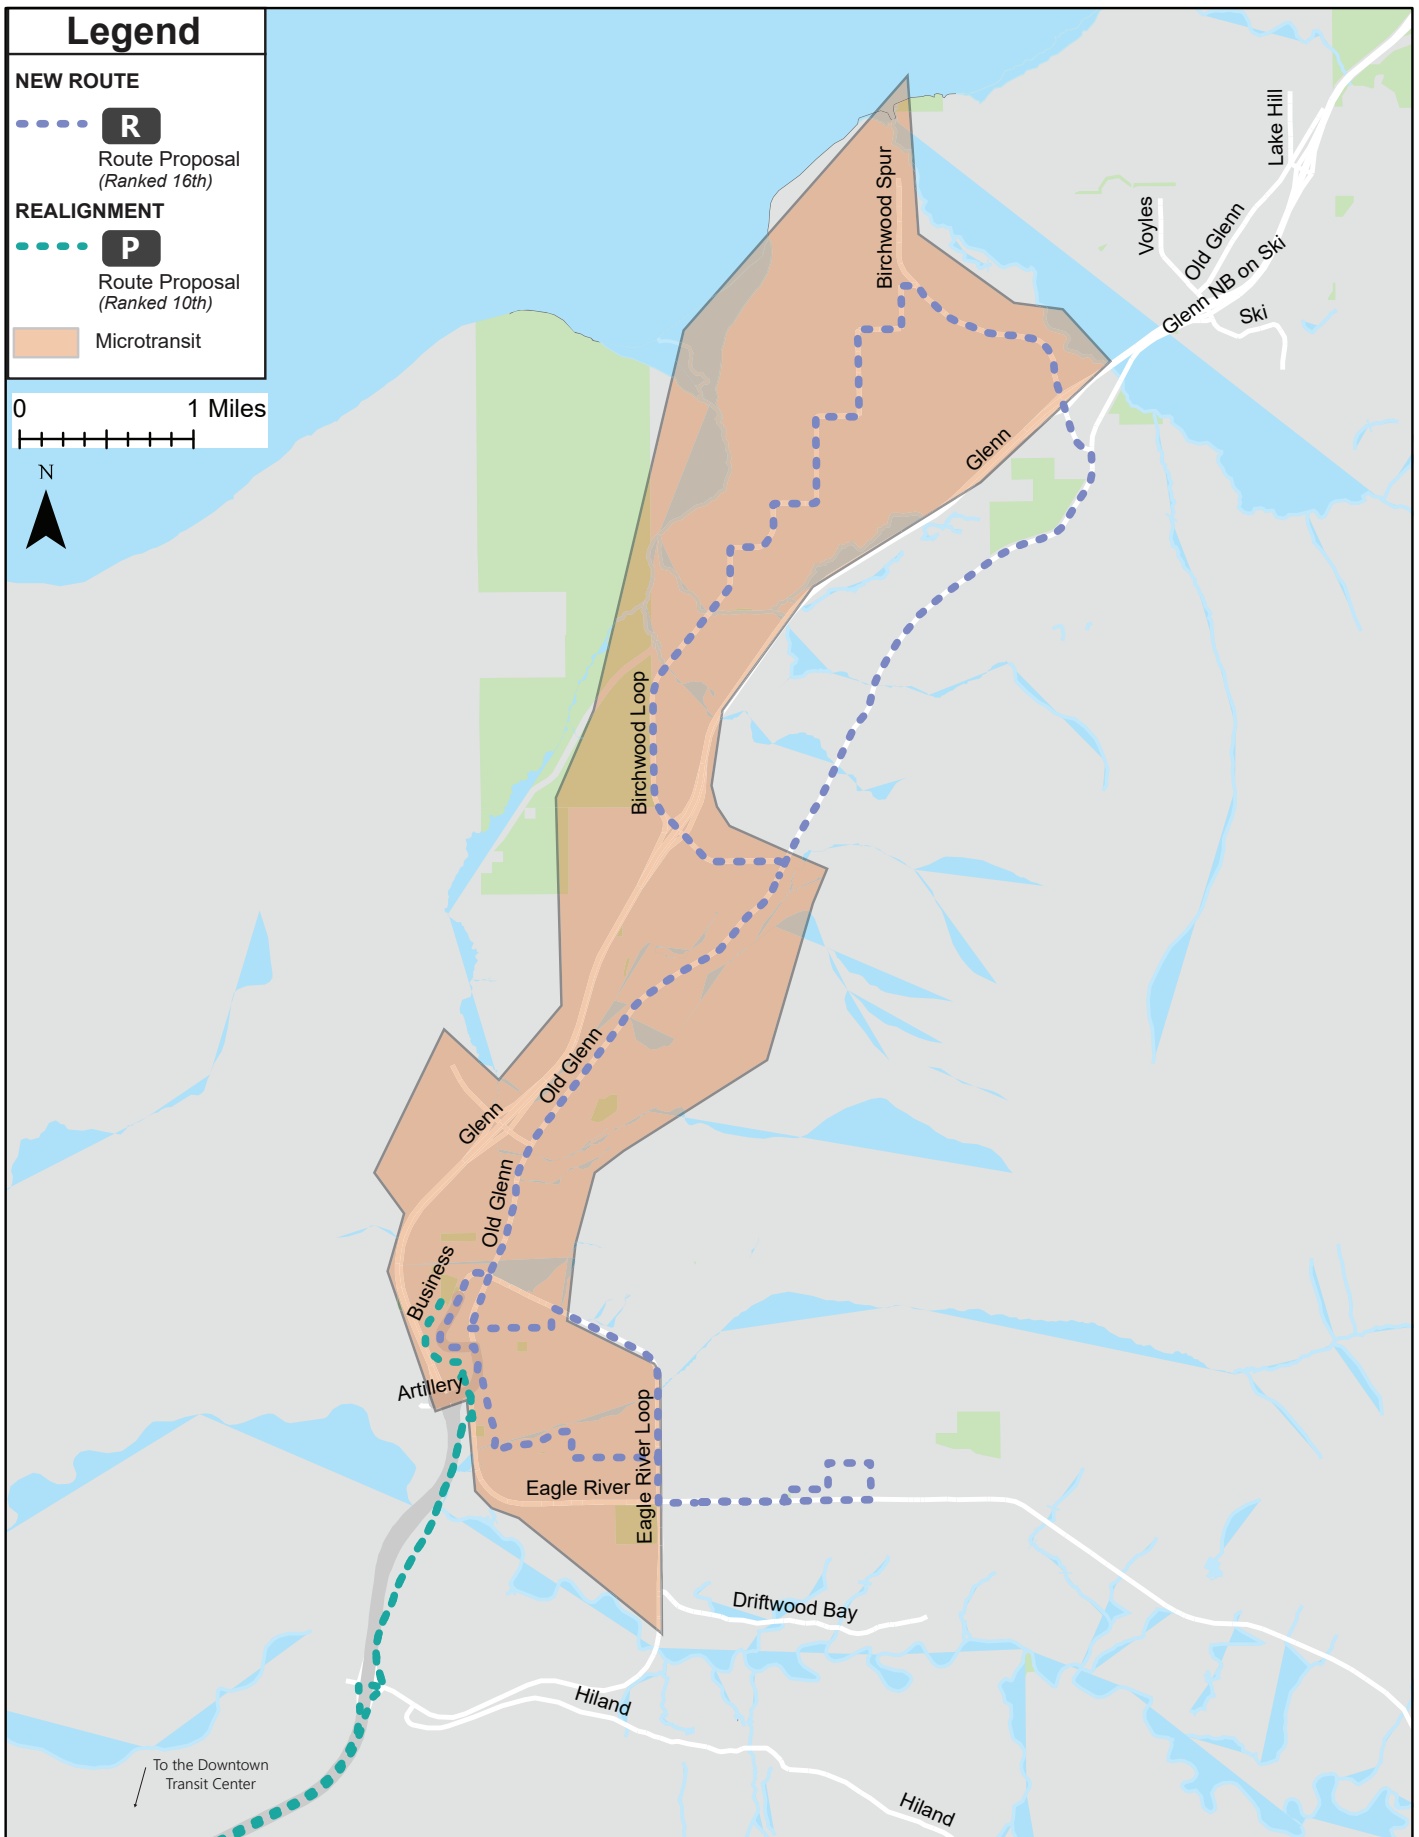 Legend
NEW ROUTE
R
Route Proposal
(Ranked 16th)
REALIGNMENT
P
Route Proposal
(Ranked 10th)
Microtransit
0 1 Miles
N
Lake Hill
Birchwood Spur
Voyles
Old Glenn
Glenn NB on Ski
Ski
Glenn
Birchwood Loop
Old Glenn
Glenn
Old Glenn
Business
Artillery
Eagle River Loop
Eagle River
Driftwood Bay
Hiland
To the Downtown
Transit Center
Hiland